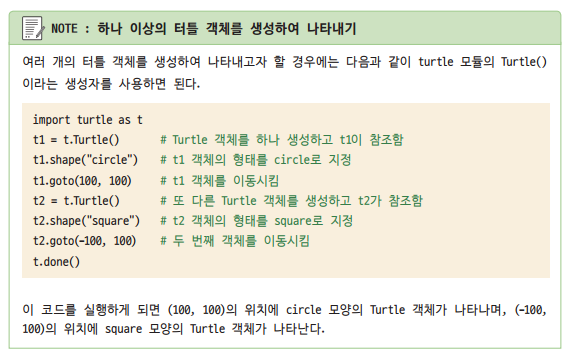 NOTE : 하나 이상의 터틀 객체를 생성하여 나타내기
여러 개의 터틀 객체를 생성하여 나타내고자 할 경우에는 다음과 같이 turtle 모듈의 Turtle()
이라는 생성자를 사용하면 된다.
import turtle as t
t1 = t.Turtle() # Turtle 객체를 하나 생성하고 t1이 참조함
t1.shape("circle") # t1 객체의 형태를 circle로 지정
t1.goto(100, 100) # t1 객체를 이동시킴
t2 = t.Turtle() # 또 다른 Turtle 객체를 생성하고 t2가 참조함
t2.shape("square") # t2 객체의 형태를 square로 지정
t2.goto(-100, 100) # 두 번째 객체를 이동시킴
t.done()
이 코드를 실행하게 되면 (100, 100)의 위치에 circle 모양의 Turtle 객체가 나타나며, (-100,
100)의 위치에 square 모양의 Turtle 객체가 나타난다.